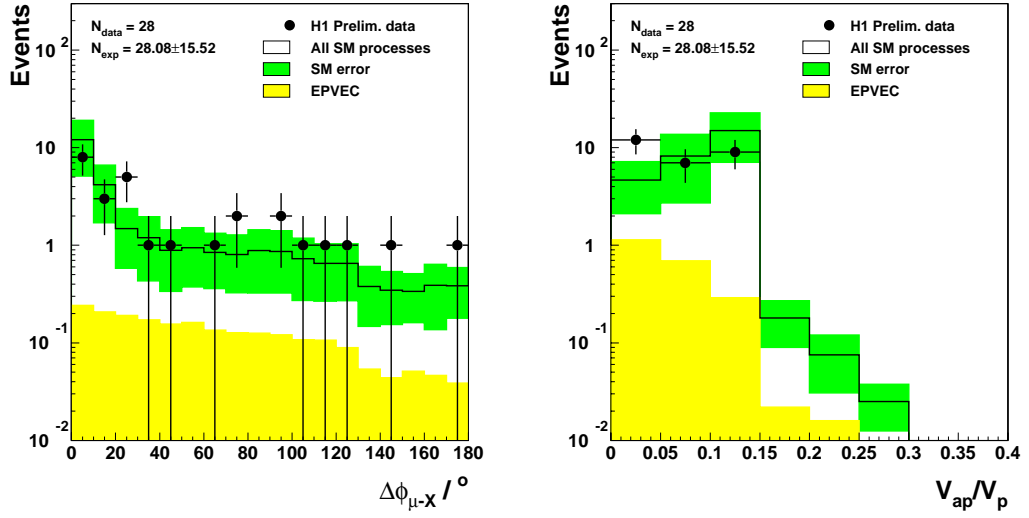 Events
N_data = 28
N_exp = 28.08±15.52
H1 Prelim. data
All SM processes
SM error
EPVEC
10^2
10
1
10^-1
10^-2
0 20 40 60 80 100 120 140 160 180
Δϕ_μ-X / °
Events
N_data = 28
N_exp = 28.08±15.52
H1 Prelim. data
All SM processes
SM error
EPVEC
10^2
10
1
10^-1
10^-2
0 0.05 0.1 0.15 0.2 0.25 0.3 0.35 0.4
V_ap/V_p